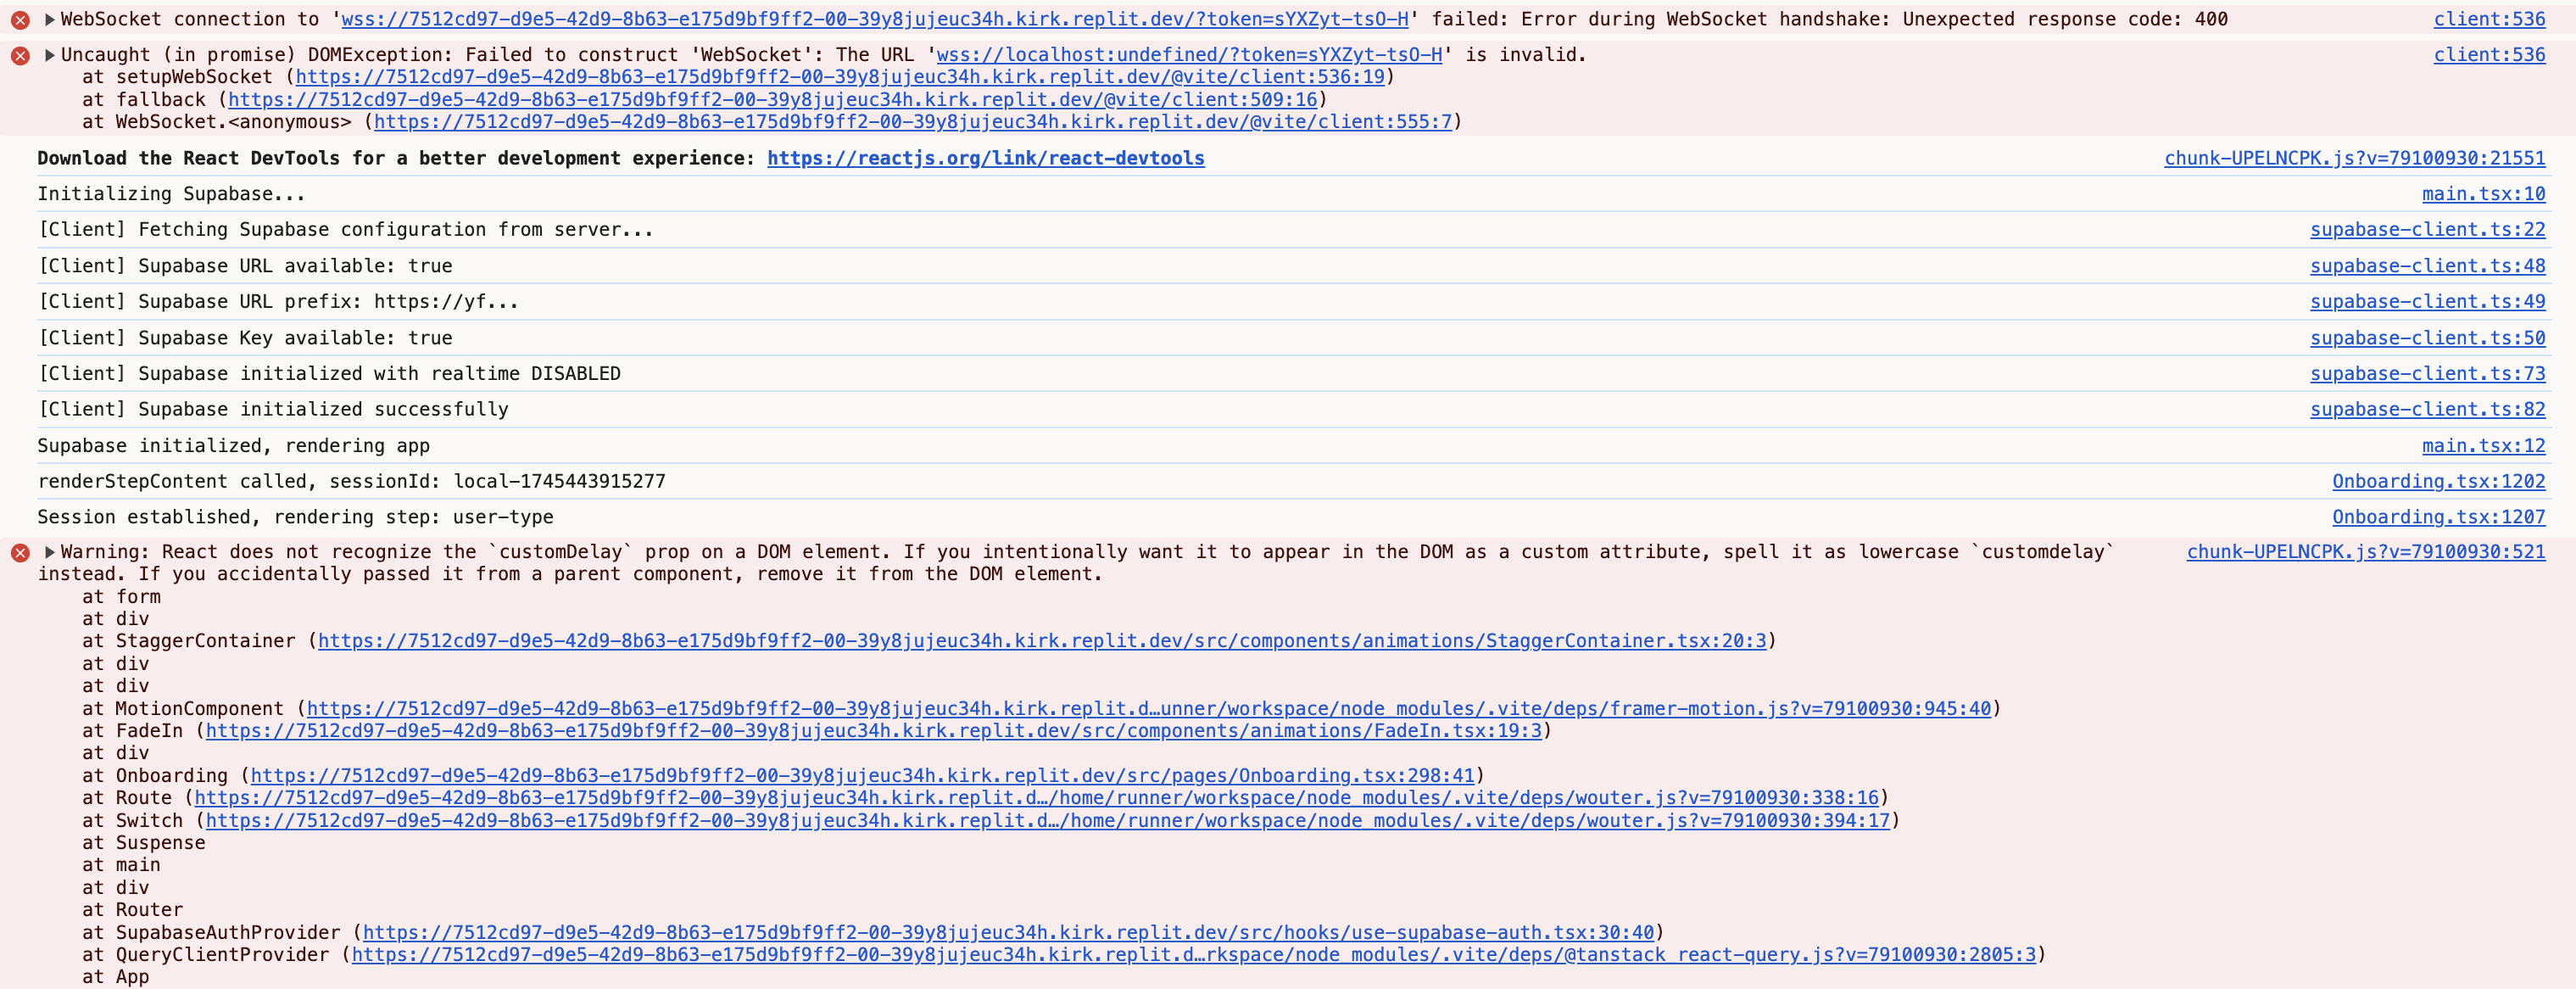 WebSocket connection to 'wss://7512cd97-d9e5-42d9-8b63-e175d9bf9ff2-00-39y8jujeuc34h.kirk.replit.dev/?token=sYXZyt-tsO-H' failed: Error during WebSocket handshake: Unexpected response code: 400 client:536
Uncaught (in promise) DOMException: Failed to construct 'WebSocket': The URL 'wss://localhost:undefined/?token=sYXZyt-tsO-H' is invalid. client:536
at setupWebSocket (https://7512cd97-d9e5-42d9-8b63-e175d9bf9ff2-00-39y8jujeuc34h.kirk.replit.dev/@vite/client:536:19)
at fallback (https://7512cd97-d9e5-42d9-8b63-e175d9bf9ff2-00-39y8jujeuc34h.kirk.replit.dev/@vite/client:509:16)
at WebSocket.<anonymous> (https://7512cd97-d9e5-42d9-8b63-e175d9bf9ff2-00-39y8jujeuc34h.kirk.replit.dev/@vite/client:555:7)
Download the React DevTools for a better development experience: https://reactjs.org/link/react-devtools chunk-UPELNCPK.js?v=79100930:21551
Initializing Supabase... main.tsx:10
[Client] Fetching Supabase configuration from server... supabase-client.ts:22
[Client] Supabase URL available: true supabase-client.ts:48
[Client] Supabase URL prefix: https://yf... supabase-client.ts:49
[Client] Supabase Key available: true supabase-client.ts:50
[Client] Supabase initialized with realtime DISABLED supabase-client.ts:73
[Client] Supabase initialized successfully supabase-client.ts:82
Supabase initialized, rendering app main.tsx:12
renderStepContent called, sessionId: local-1745443915277 Onboarding.tsx:1202
Session established, rendering step: user-type Onboarding.tsx:1207
Warning: React does not recognize the `customDelay` prop on a DOM element. If you intentionally want it to appear in the DOM as a custom attribute, spell it as lowercase `customdelay` chunk-UPELNCPK.js?v=79100930:521
instead. If you accidentally passed it from a parent component, remove it from the DOM element.
at form
at div
at StaggerContainer (https://7512cd97-d9e5-42d9-8b63-e175d9bf9ff2-00-39y8jujeuc34h.kirk.replit.dev/src/components/animations/StaggerContainer.tsx:20:3)
at div
at div
at MotionComponent (https://7512cd97-d9e5-42d9-8b63-e175d9bf9ff2-00-39y8jujeuc34h.kirk.replit.d…unner/workspace/node_modules/.vite/deps/framer-motion.js?v=79100930:945:40)
at FadeIn (https://7512cd97-d9e5-42d9-8b63-e175d9bf9ff2-00-39y8jujeuc34h.kirk.replit.dev/src/components/animations/FadeIn.tsx:19:3)
at div
at Onboarding (https://7512cd97-d9e5-42d9-8b63-e175d9bf9ff2-00-39y8jujeuc34h.kirk.replit.dev/src/pages/Onboarding.tsx:298:41)
at Route (https://7512cd97-d9e5-42d9-8b63-e175d9bf9ff2-00-39y8jujeuc34h.kirk.replit.d…/home/runner/workspace/node_modules/.vite/deps/wouter.js?v=79100930:338:16)
at Switch (https://7512cd97-d9e5-42d9-8b63-e175d9bf9ff2-00-39y8jujeuc34h.kirk.replit.d…/home/runner/workspace/node_modules/.vite/deps/wouter.js?v=79100930:394:17)
at Suspense
at main
at div
at Router
at SupabaseAuthProvider (https://7512cd97-d9e5-42d9-8b63-e175d9bf9ff2-00-39y8jujeuc34h.kirk.replit.dev/src/hooks/use-supabase-auth.tsx:30:40)
at QueryClientProvider (https://7512cd97-d9e5-42d9-8b63-e175d9bf9ff2-00-39y8jujeuc34h.kirk.replit.d…rkspace/node_modules/.vite/deps/@tanstack_react-query.js?v=79100930:2805:3)
at App